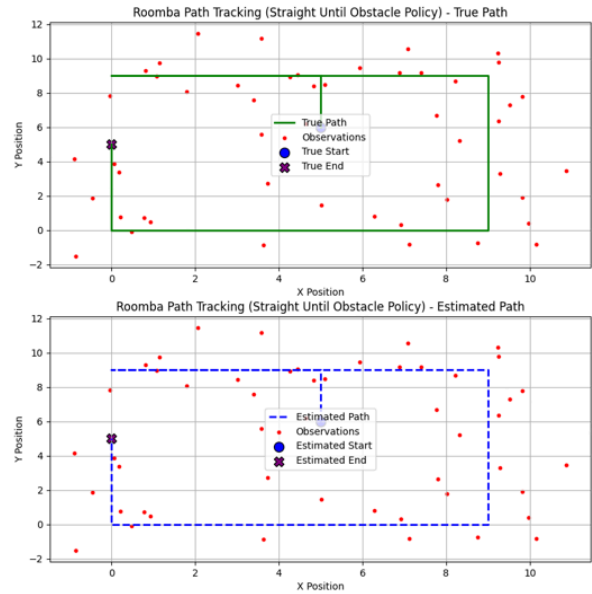 Roomba Path Tracking (Straight Until Obstacle Policy) - True Path
12
10
8
6
4
2
0
−2
Y Position
True Path
Observations
True Start
True End
0 2 4 6 8 10
X Position
Roomba Path Tracking (Straight Until Obstacle Policy) - Estimated Path
12
10
8
6
4
2
0
−2
Y Position
Estimated Path
Observations
Estimated Start
Estimated End
0 2 4 6 8 10
X Position